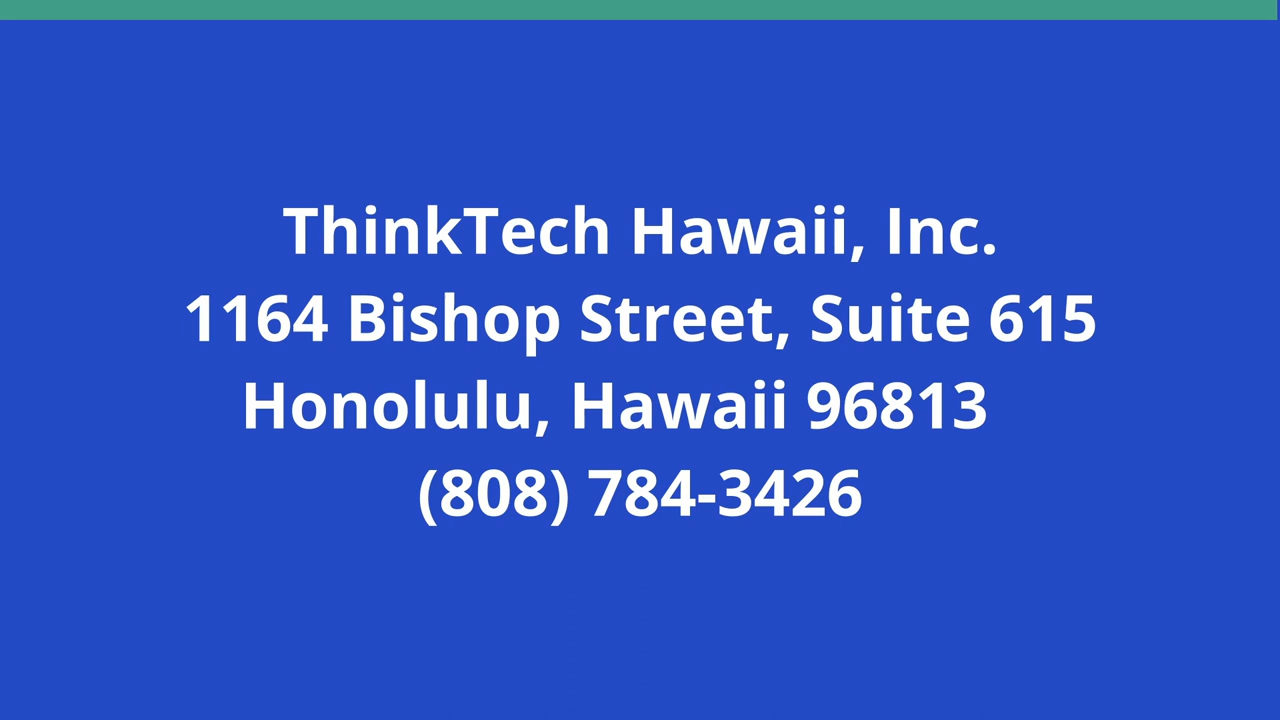 ThinkTech Hawaii, Inc.
1164 Bishop Street, Suite 615
Honolulu, Hawaii 96813
(808) 784-3426